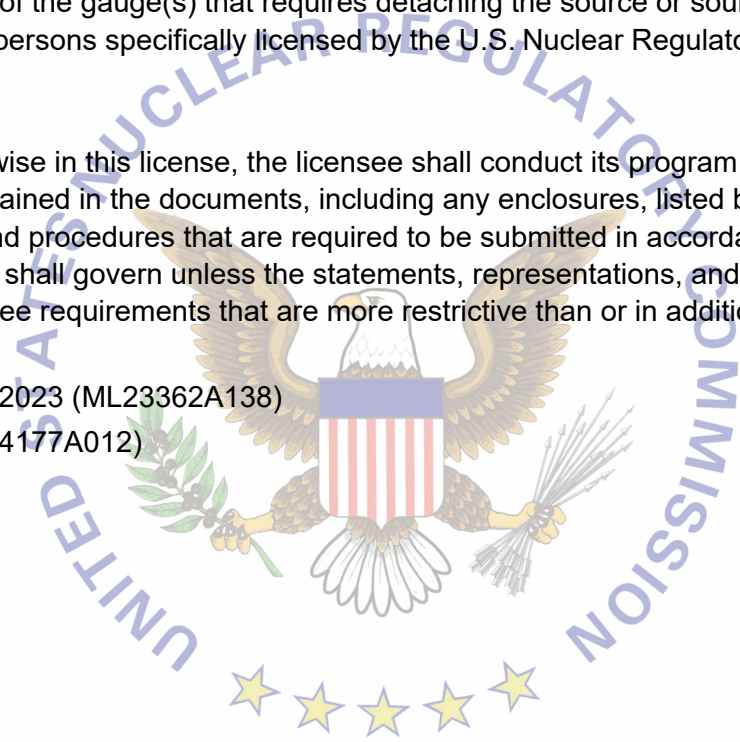 of the gauge(s) that requires detaching the source or sou
persons specifically licensed by the U.S. Nuclear Regulato
wise in this license, the licensee shall conduct its program
ained in the documents, including any enclosures, listed b
nd procedures that are required to be submitted in accorda
shall govern unless the statements, representations, and
ee requirements that are more restrictive than or in additio
2023 (ML23362A138)
4177A012)
UNITED STATES NUCLEAR REGULATORY COMMISSION